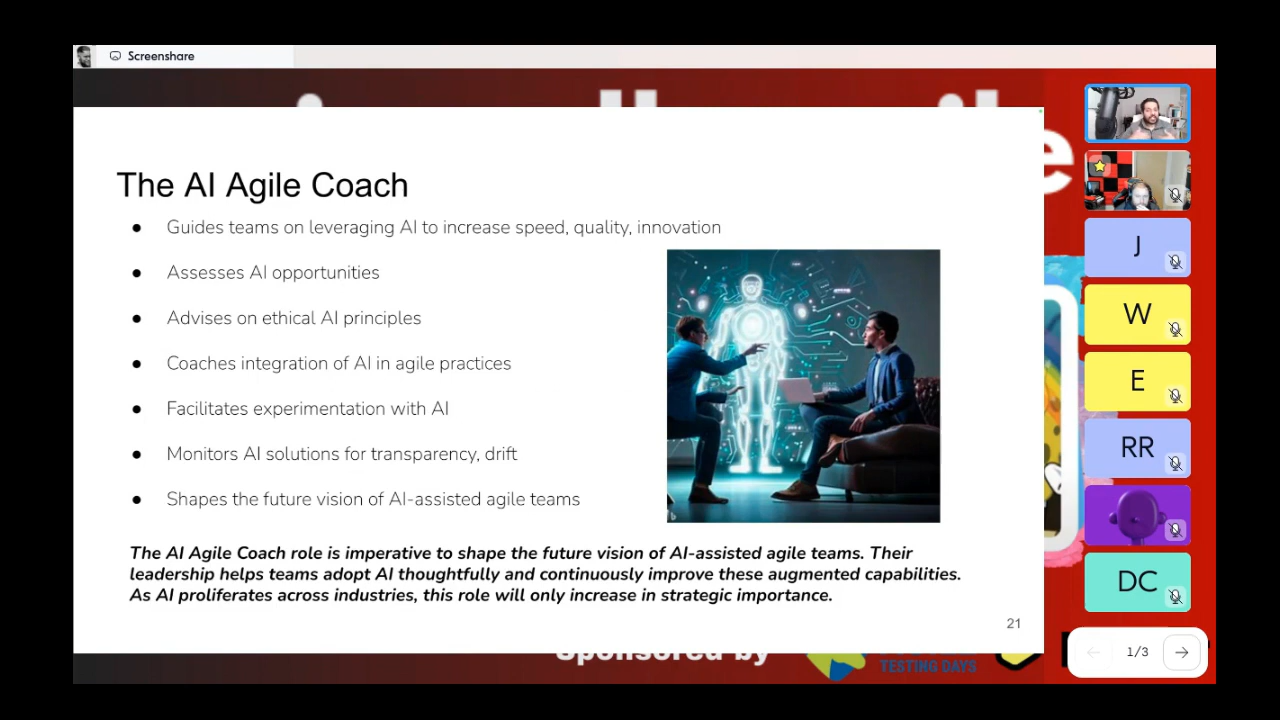 Screenshare
The AI Agile Coach
● Guides teams on leveraging AI to increase speed, quality, innovation
● Assesses AI opportunities
● Advises on ethical AI principles
● Coaches integration of AI in agile practices
● Facilitates experimentation with AI
● Monitors AI solutions for transparency, drift
● Shapes the future vision of AI-assisted agile teams
The AI Agile Coach role is imperative to shape the future vision of AI-assisted agile teams. Their
leadership helps teams adopt AI thoughtfully and continuously improve these augmented capabilities.
As AI proliferates across industries, this role will only increase in strategic importance.
21
Sponsored by
TESTING DAYS
J
W
E
RR
DC
1/3